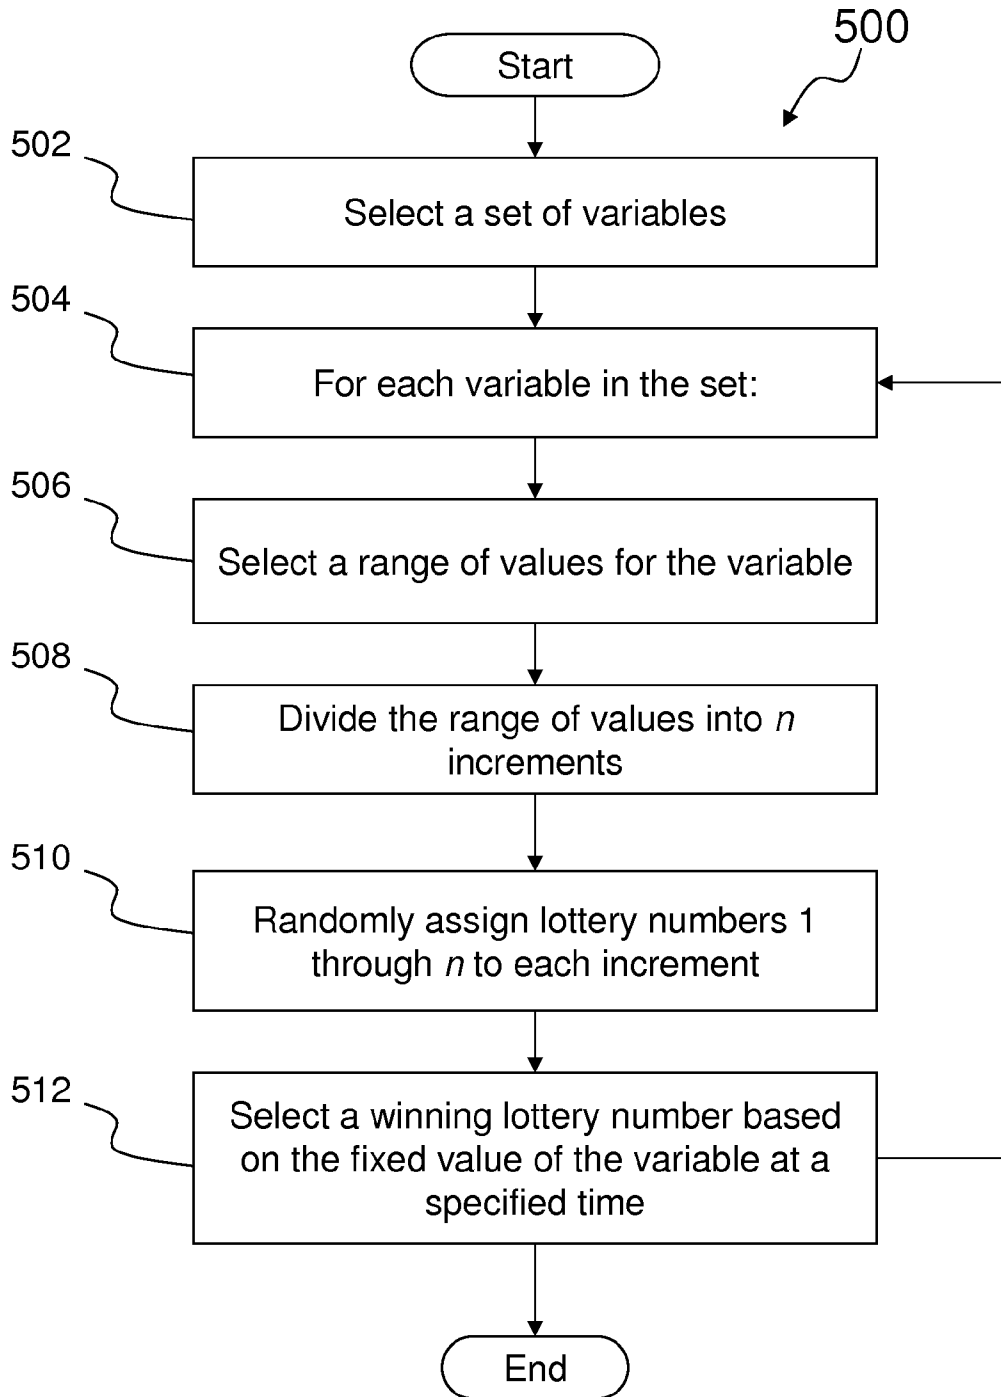 500
Start
502
Select a set of variables
504
For each variable in the set:
506
Select a range of values for the variable
508
Divide the range of values into n
increments
510
Randomly assign lottery numbers 1
through n to each increment
512
Select a winning lottery number based
on the fixed value of the variable at a
specified time
End